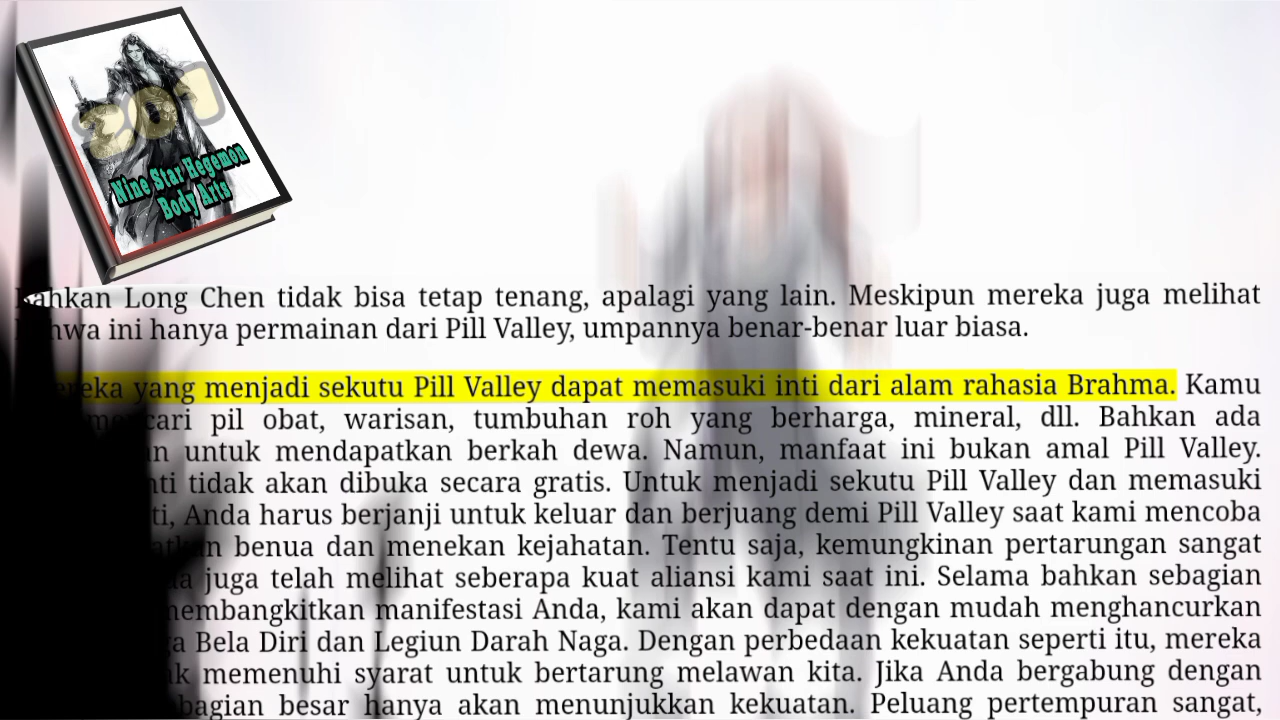 201
Nine Star Hegemon
Body Arts
Bahkan Long Chen tidak bisa tetap tenang, apalagi yang lain. Meskipun mereka juga melihat
bahwa ini hanya permainan dari Pill Valley, umpannya benar-benar luar biasa.
yang menjadi sekutu Pill Valley dapat memasuki inti dari alam rahasia Brahma. Kamu
pil obat, warisan, tumbuhan roh yang berharga, mineral, dll. Bahkan ada
untuk mendapatkan berkah dewa. Namun, manfaat ini bukan amal Pill Valley.
tidak akan dibuka secara gratis. Untuk menjadi sekutu Pill Valley dan memasuki
Anda harus berjanji untuk keluar dan berjuang demi Pill Valley saat kami mencoba
benua dan menekan kejahatan. Tentu saja, kemungkinan pertarungan sangat
juga telah melihat seberapa kuat aliansi kami saat ini. Selama bahkan sebagian
membangkitkan manifestasi Anda, kami akan dapat dengan mudah menghancurkan
Bela Diri dan Legiun Darah Naga. Dengan perbedaan kekuatan seperti itu, mereka
memenuhi syarat untuk bertarung melawan kita. Jika Anda bergabung dengan
besar hanya akan menunjukkan kekuatan. Peluang pertempuran sangat,